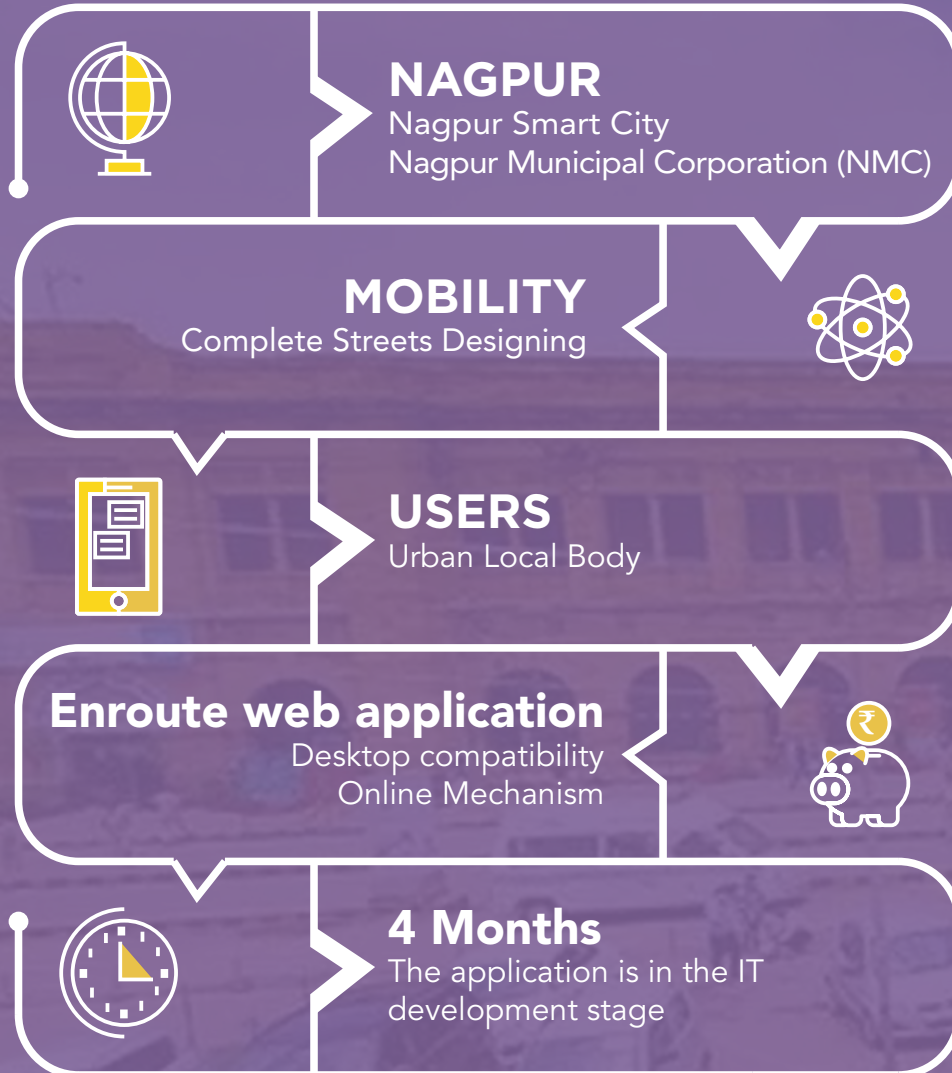 NAGPUR
Nagpur Smart City
Nagpur Municipal Corporation (NMC)
MOBILITY
Complete Streets Designing
USERS
Urban Local Body
Enroute web application
Desktop compatibility
Online Mechanism
₹
4 Months
The application is in the IT
development stage